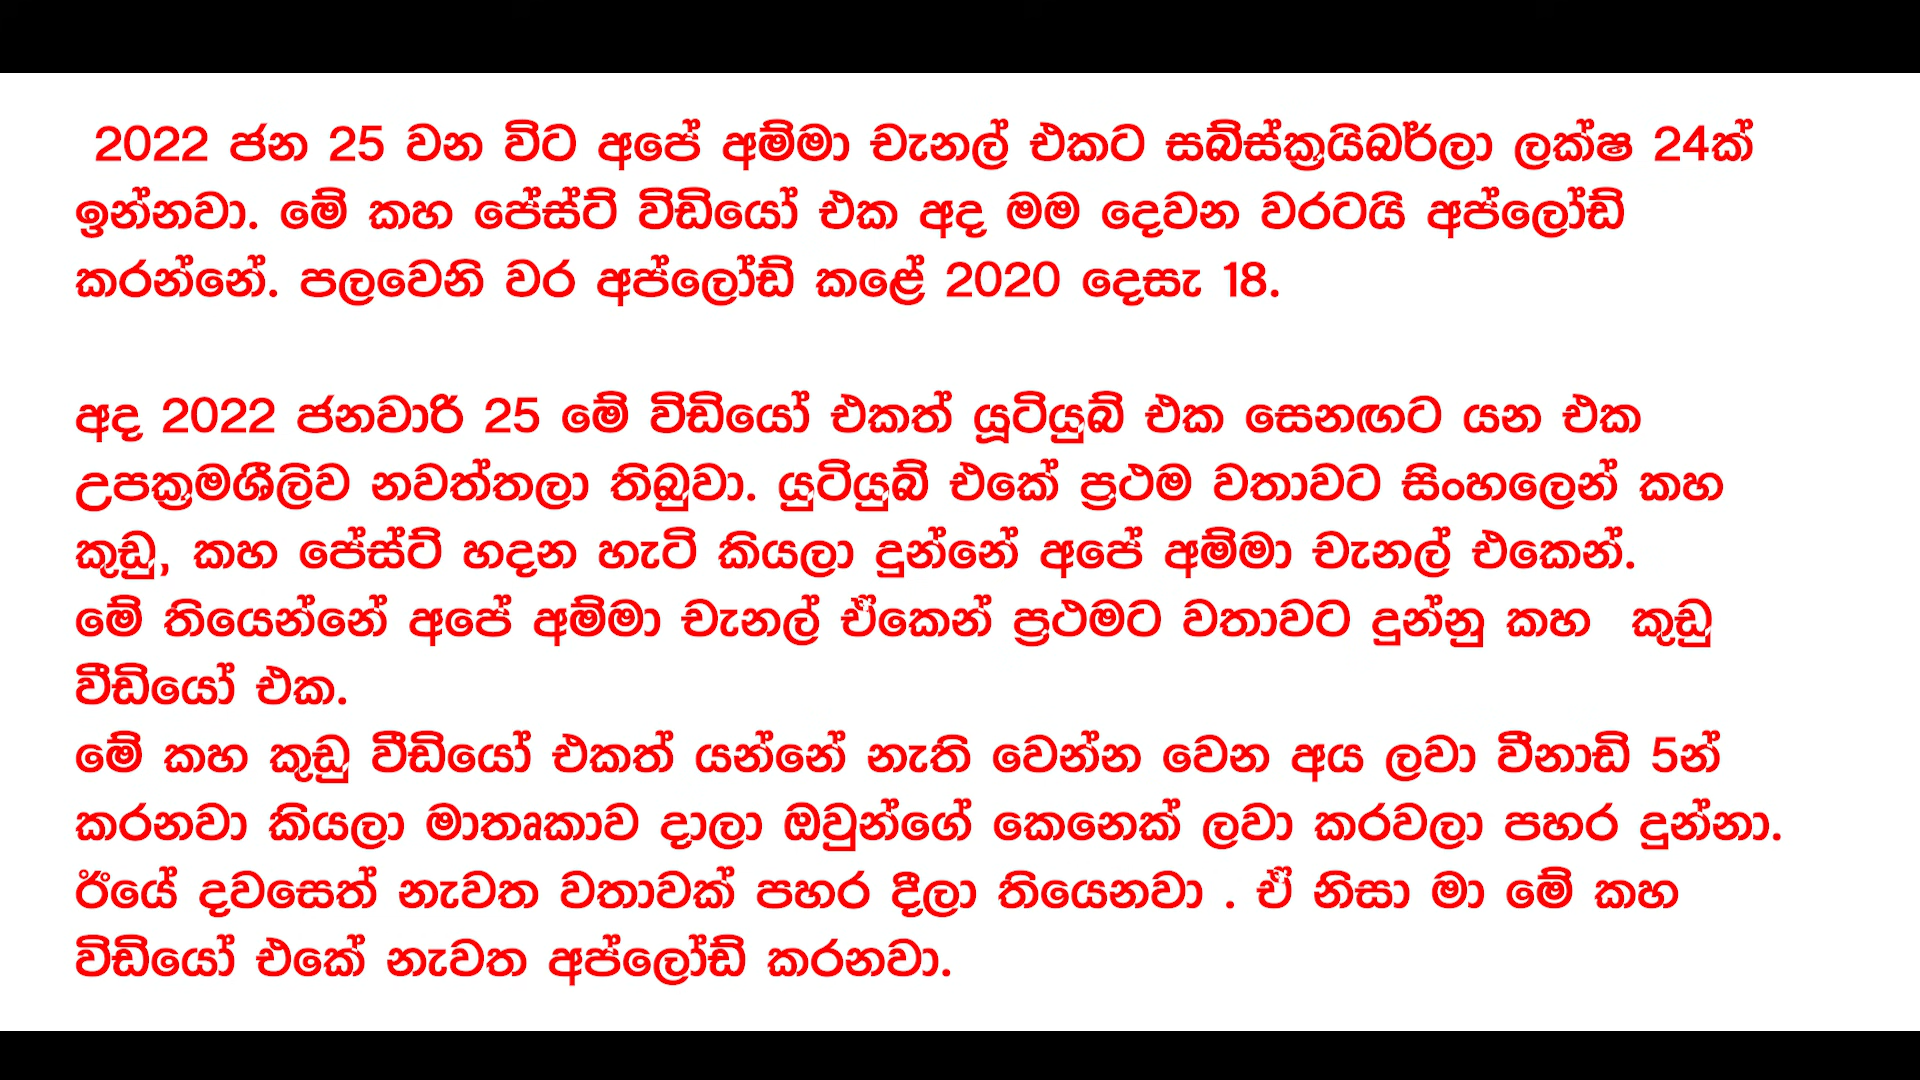 2022 ජන 25 වන විට අපේ අම්මා චැනල් එකට සබ්ස්ක්‍රයිබර්ලා ලක්ෂ 24ක්
ඉන්නවා. මේ කහ පේස්ට් විඩියෝ එක අද මම දෙවන වරටයි අප්ලෝඩ්
කරන්නේ. පලවෙනි වර අප්ලෝඩ් කළේ 2020 දෙසැ 18.
අද 2022 ජනවාරි 25 මේ විඩියෝ එකත් යූටියුබ් එක සෙනඟට යන එක
උපක්‍රමශීලිව නවත්තලා තිබුවා. යුටියුබ් එකේ ප්‍රථම වතාවට සිංහලෙන් කහ
කුඩු, කහ පේස්ට් හදන හැටි කියලා දුන්නේ අපේ අම්මා චැනල් එකෙන්.
මේ තියෙන්නේ අපේ අම්මා චැනල් ඒකෙන් ප්‍රථමට වතාවට දුන්නු කහ කුඩු
වීඩියෝ එක.
මේ කහ කුඩු වීඩියෝ එකත් යන්නේ නැති වෙන්න වෙන අය ලවා වීනාඩි 5න්
කරනවා කියලා මාතෘකාව දාලා ඔවුන්ගේ කෙනෙක් ලවා කරවලා පහර දුන්නා.
ඊයේ දවසෙත් නැවත වතාවක් පහර දීලා තියෙනවා . ඒ නිසා මා මේ කහ
විඩියෝ එකේ නැවත අප්ලෝඩ් කරනවා.